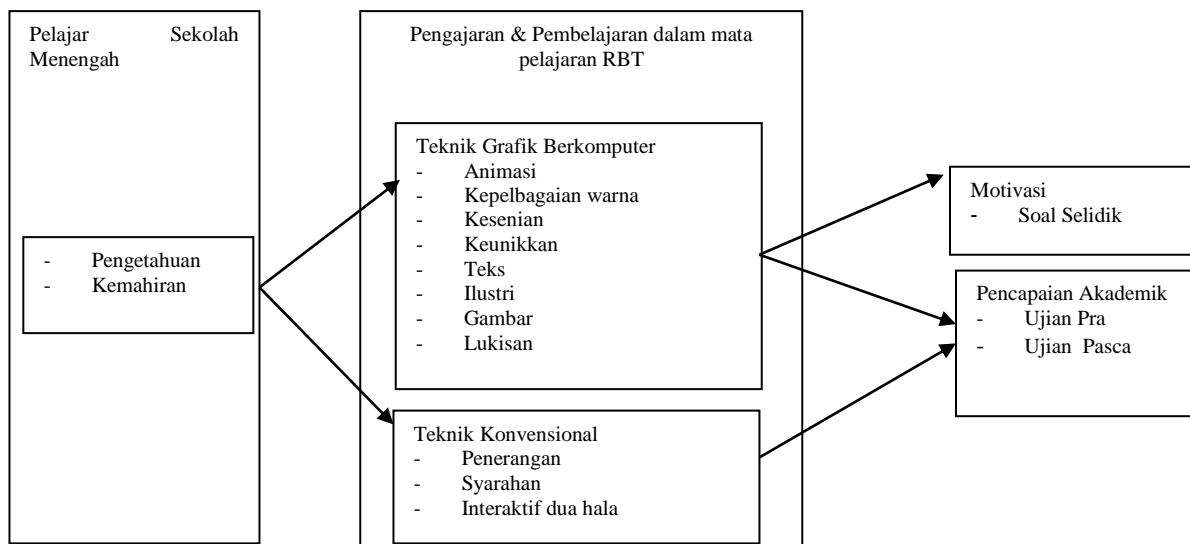 Pelajar Sekolah
Menengah
- Pengetahuan
- Kemahiran
Pengajaran & Pembelajaran dalam mata
pelajaran RBT
Teknik Grafik Berkomputer
- Animasi
- Kepelbagaian warna
- Kesenian
- Keunikkan
- Teks
- Ilustri
- Gambar
- Lukisan
Teknik Konvensional
- Penerangan
- Syarahan
- Interaktif dua hala
Motivasi
- Soal Selidik
Pencapaian Akademik
- Ujian Pra
- Ujian Pasca